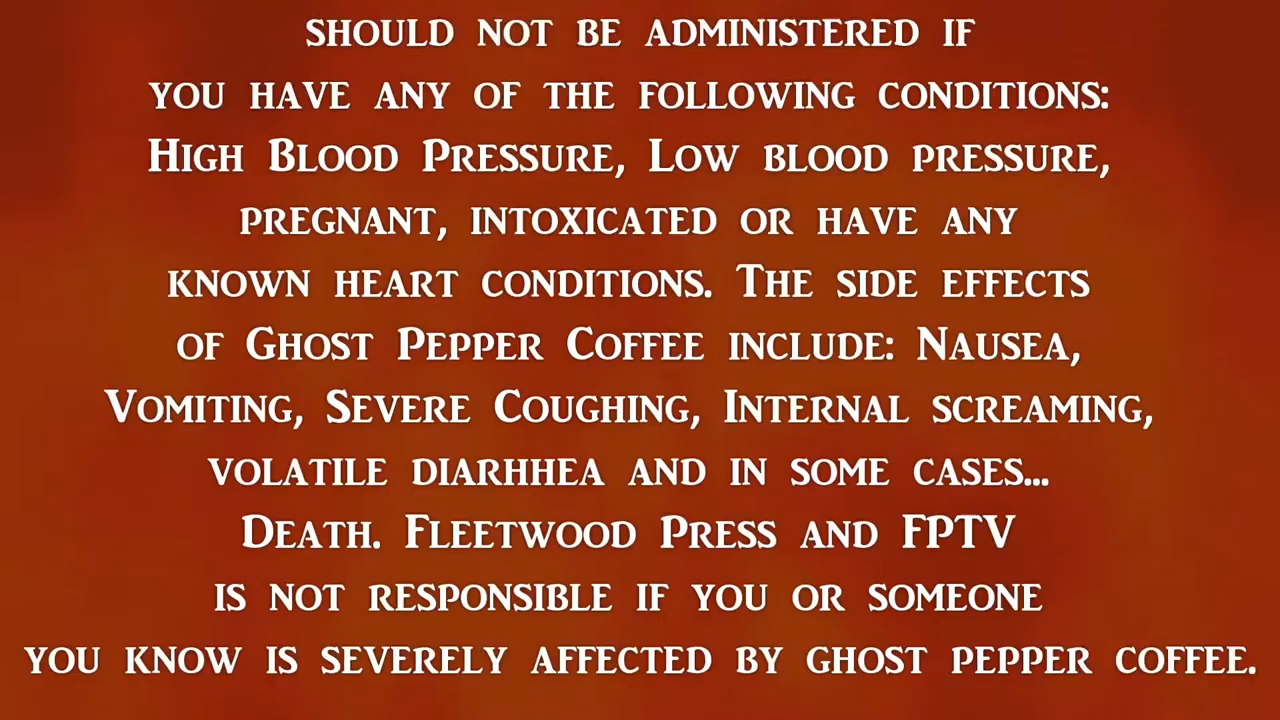 should not be administered if
you have any of the following conditions:
High Blood Pressure, Low blood pressure,
pregnant, intoxicated or have any
known heart conditions. The side effects
of Ghost Pepper Coffee include: Nausea,
Vomiting, Severe Coughing, Internal screaming,
volatile diarhhea and in some cases...
Death. Fleetwood Press and FPTV
is not responsible if you or someone
you know is severely affected by ghost pepper coffee.